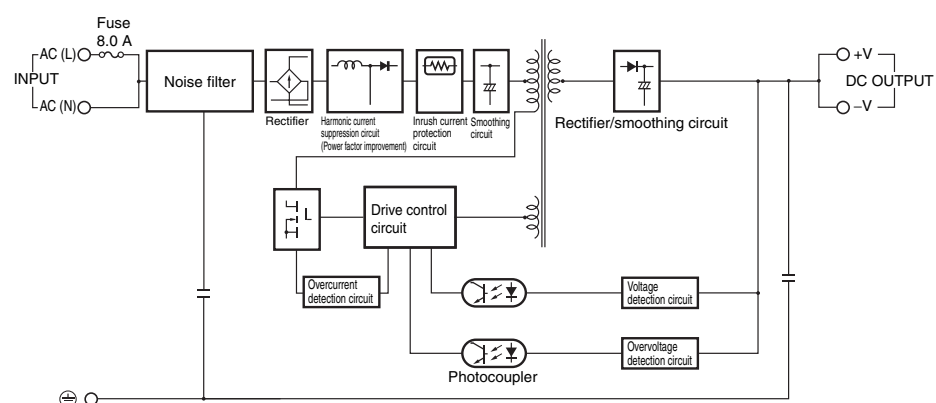 Fuse
8.0 A
AC (L)
INPUT
AC (N)
Noise filter
Rectifier
Harmonic current
suppression circuit
(Power factor improvement)
Inrush current
protection
circuit
Smoothing
circuit
Rectifier/smoothing circuit
+V
DC OUTPUT
−V
Drive control
circuit
Overcurrent
detection circuit
Voltage
detection circuit
Overvoltage
detection circuit
Photocoupler